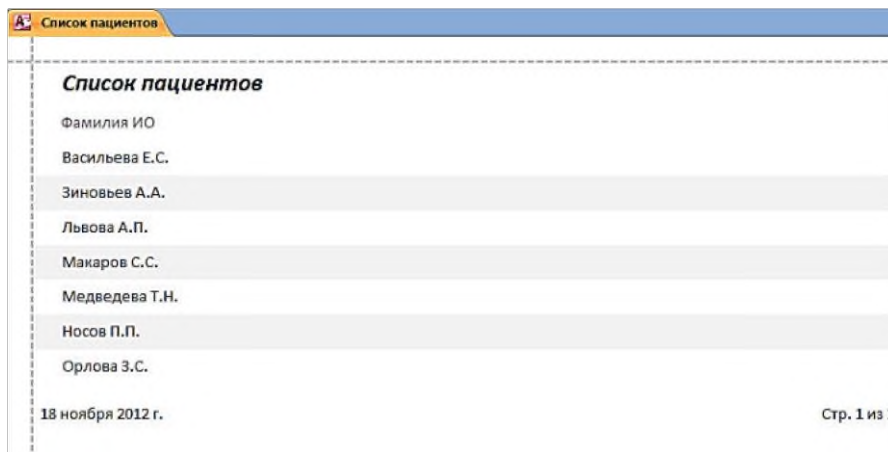 Список пациентов
Список пациентов
Фамилия ИО
Васильева Е.С.
Зиновьев А.А.
Львова А.П.
Макаров С.С.
Медведева Т.Н.
Носов П.П.
Орлова З.С.
18 ноября 2012 г. Стр. 1 из